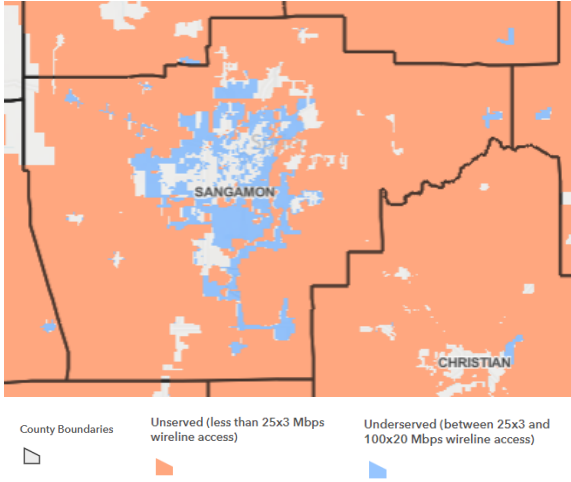 SANGAMON
CHRISTIAN
County Boundaries
Unserved (less than 25x3 Mbps
wireline access)
Underserved (between 25x3 and
100x20 Mbps wireline access)